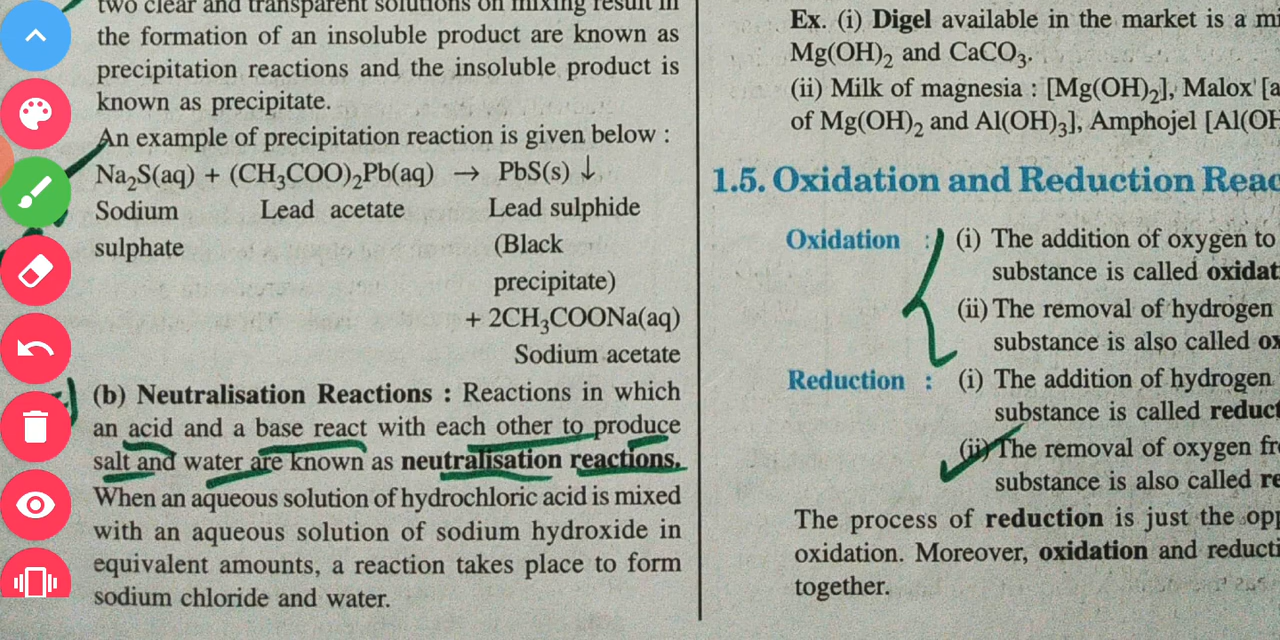 two clear and transparent solutions on mixing result in
the formation of an insoluble product are known as
precipitation reactions and the insoluble product is
known as precipitate.
An example of precipitation reaction is given below :
Na₂S(aq) + (CH₃COO)₂Pb(aq) → PbS(s) ↓
Sodium Lead acetate Lead sulphide
sulphate (Black
precipitate)
+ 2CH₃COONa(aq)
Sodium acetate
(b) Neutralisation Reactions : Reactions in which
an acid and a base react with each other to produce
salt and water are known as neutralisation reactions.
When an aqueous solution of hydrochloric acid is mixed
with an aqueous solution of sodium hydroxide in
equivalent amounts, a reaction takes place to form
sodium chloride and water.
Ex. (i) Digel available in the market is a
Mg(OH)₂ and CaCO₃.
(ii) Milk of magnesia : [Mg(OH)₂], Malox [a
of Mg(OH)₂ and Al(OH)₃], Amphojel [Al(OH
1.5. Oxidation and Reduction Reac
Oxidation : (i) The addition of oxygen to
substance is called oxidat
(ii) The removal of hydrogen
substance is also called ox
Reduction : (i) The addition of hydrogen
substance is called reduct
(ii) The removal of oxygen fr
substance is also called re
The process of reduction is just the opp
oxidation. Moreover, oxidation and reducti
together.